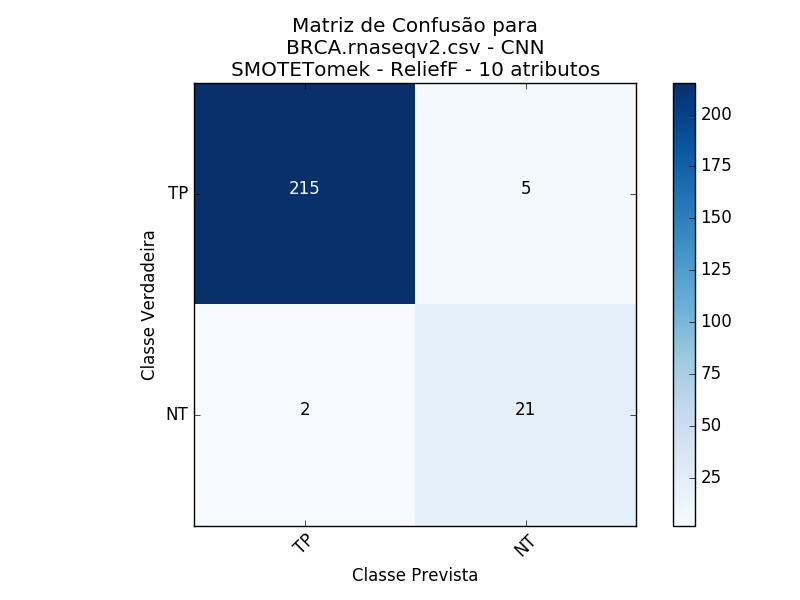 Matriz de Confusão para
BRCA.rnaseqv2.csv - CNN
SMOTETomek - ReliefF - 10 atributos
Classe Verdadeira
TP
215
5
NT
2
21
TP
NT
Classe Prevista
200
175
150
125
100
75
50
25